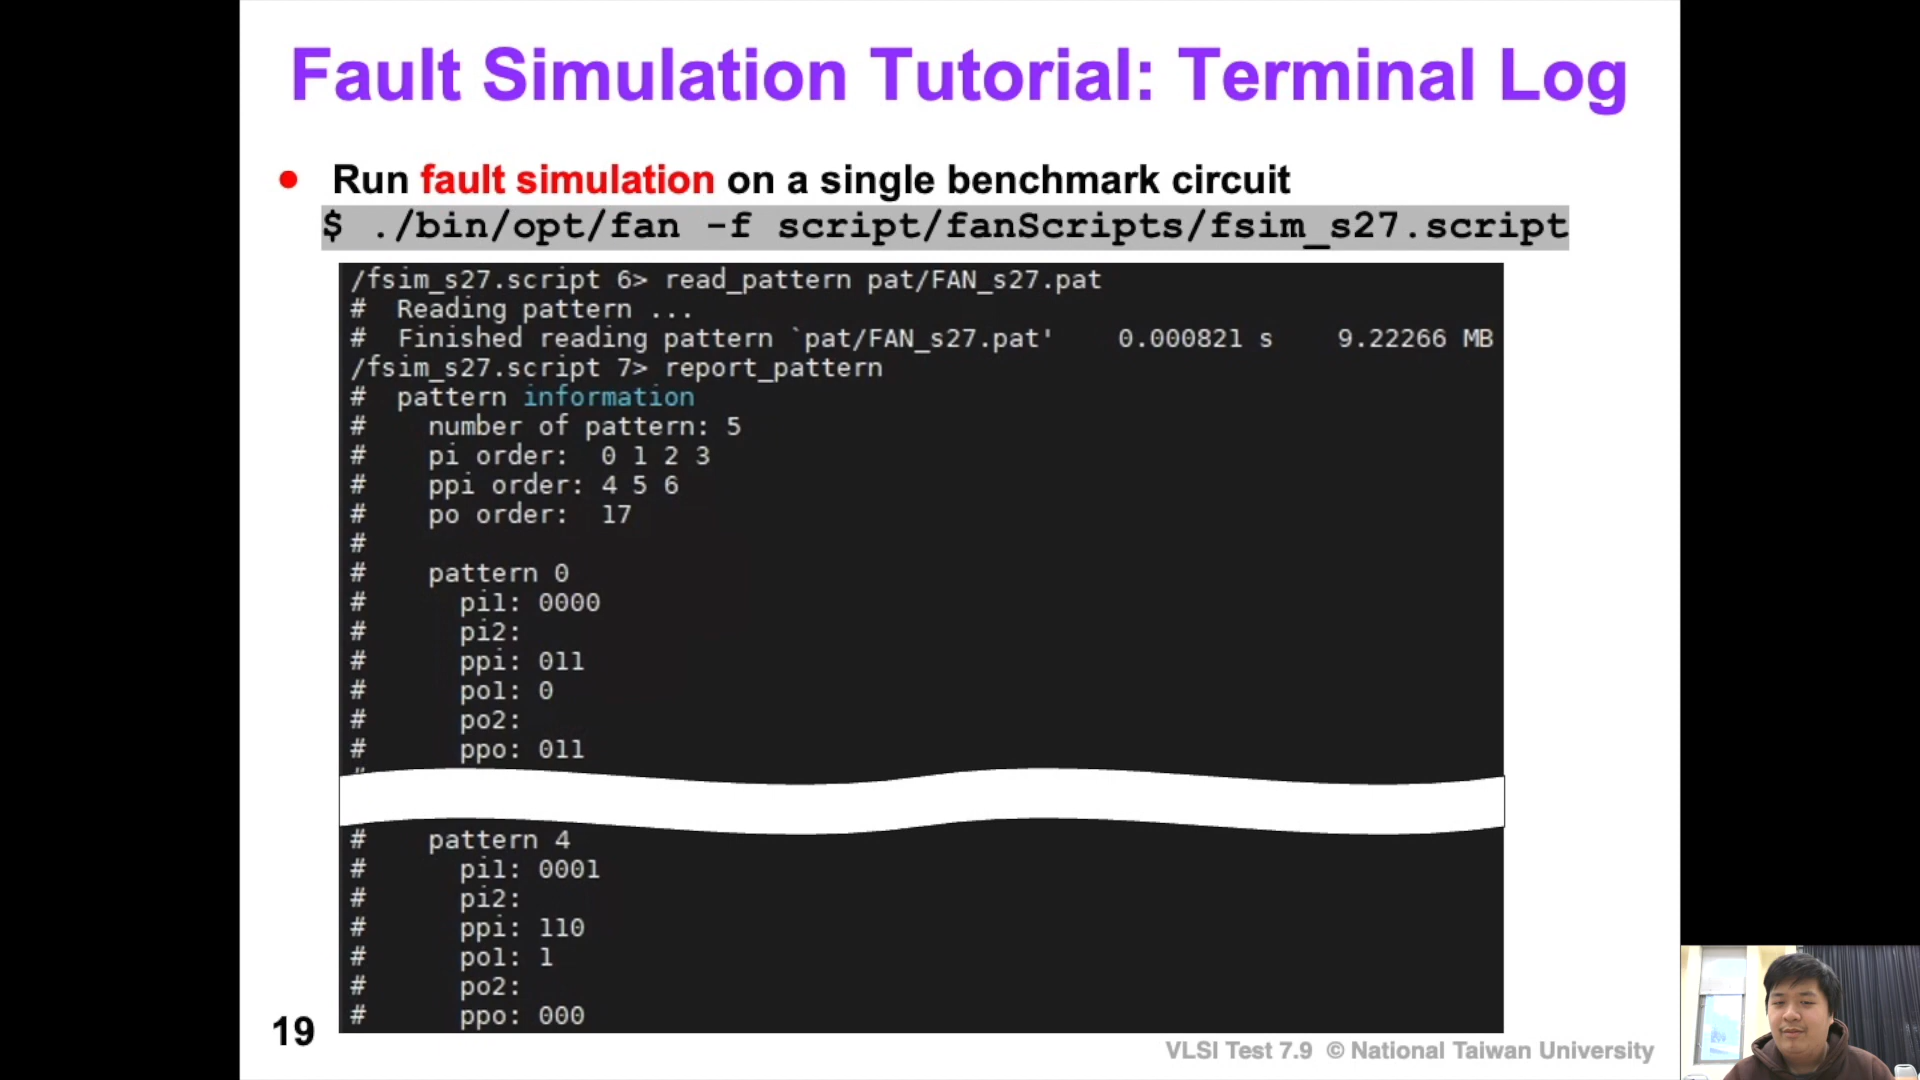 Fault Simulation Tutorial: Terminal Log
● Run fault simulation on a single benchmark circuit
$ ./bin/opt/fan -f script/fanScripts/fsim_s27.script
/fsim_s27.script 6> read_pattern pat/FAN_s27.pat
#  Reading pattern ...
#  Finished reading pattern `pat/FAN_s27.pat'    0.000821 s    9.22266 MB
/fsim_s27.script 7> report_pattern
#  pattern information
#    number of pattern: 5
#    pi order:  0 1 2 3
#    ppi order: 4 5 6
#    po order:  17
#
#    pattern 0
#      pi1: 0000
#      pi2:
#      ppi: 011
#      po1: 0
#      po2:
#      ppo: 011
#    pattern 4
#      pi1: 0001
#      pi2:
#      ppi: 110
#      po1: 1
#      po2:
#      ppo: 000
19
VLSI Test 7.9 © National Taiwan University